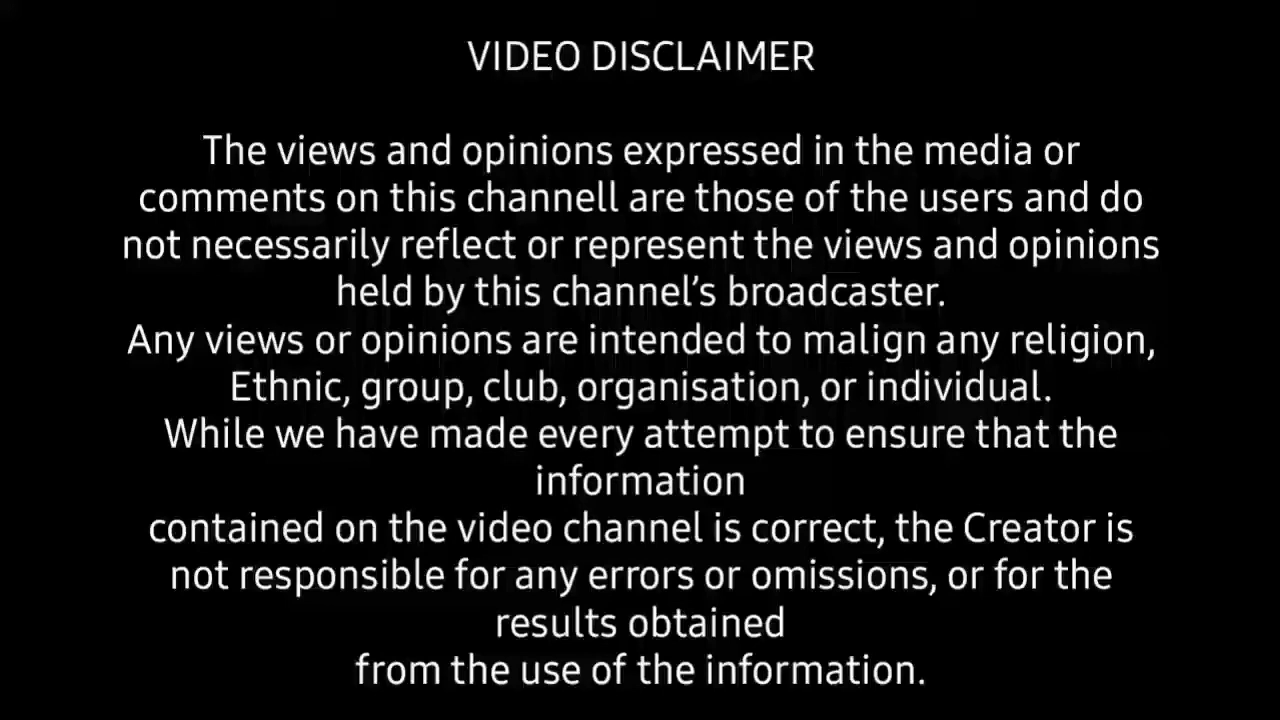 VIDEO DISCLAIMER
The views and opinions expressed in the media or
comments on this channell are those of the users and do
not necessarily reflect or represent the views and opinions
held by this channel’s broadcaster.
Any views or opinions are intended to malign any religion,
Ethnic, group, club, organisation, or individual.
While we have made every attempt to ensure that the
information
contained on the video channel is correct, the Creator is
not responsible for any errors or omissions, or for the
results obtained
from the use of the information.